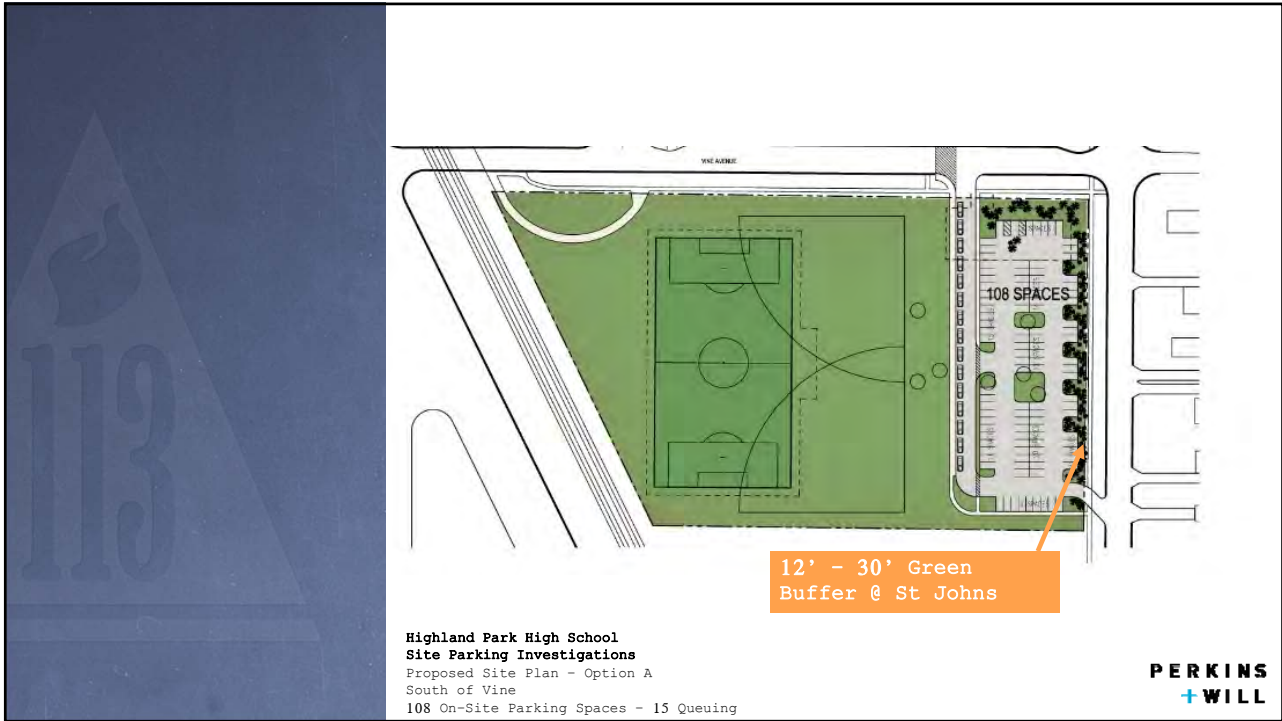 113
VINE AVENUE
108 SPACES
12’ – 30’ Green
Buffer @ St Johns
Highland Park High School
Site Parking Investigations
Proposed Site Plan – Option A
South of Vine
108 On-Site Parking Spaces – 15 Queuing
PERKINS
+ WILL